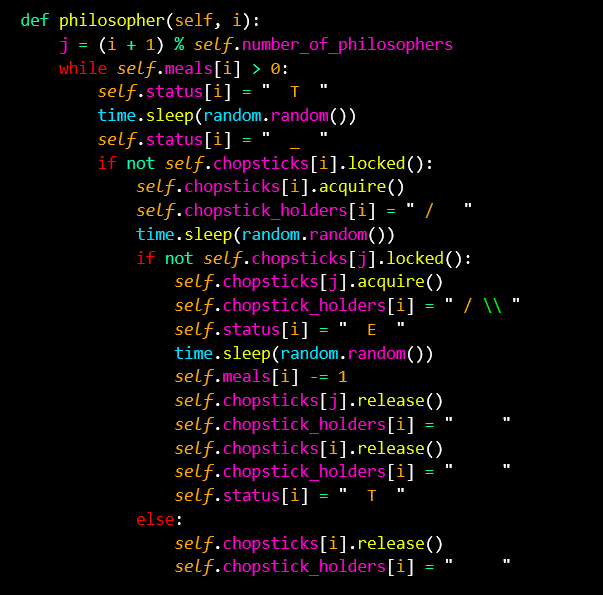 def philosopher(self, i):
    j = (i + 1) % self.number_of_philosophers
    while self.meals[i] > 0:
        self.status[i] = "  T  "
        time.sleep(random.random())
        self.status[i] = "  _  "
        if not self.chopsticks[i].locked():
            self.chopsticks[i].acquire()
            self.chopstick_holders[i] = " /   "
            time.sleep(random.random())
            if not self.chopsticks[j].locked():
                self.chopsticks[j].acquire()
                self.chopstick_holders[i] = " / \\ "
                self.status[i] = "  E  "
                time.sleep(random.random())
                self.meals[i] -= 1
                self.chopsticks[j].release()
                self.chopstick_holders[i] = "     "
                self.chopsticks[i].release()
                self.chopstick_holders[i] = "     "
                self.status[i] = "  T  "
            else:
                self.chopsticks[i].release()
                self.chopstick_holders[i] = "     "